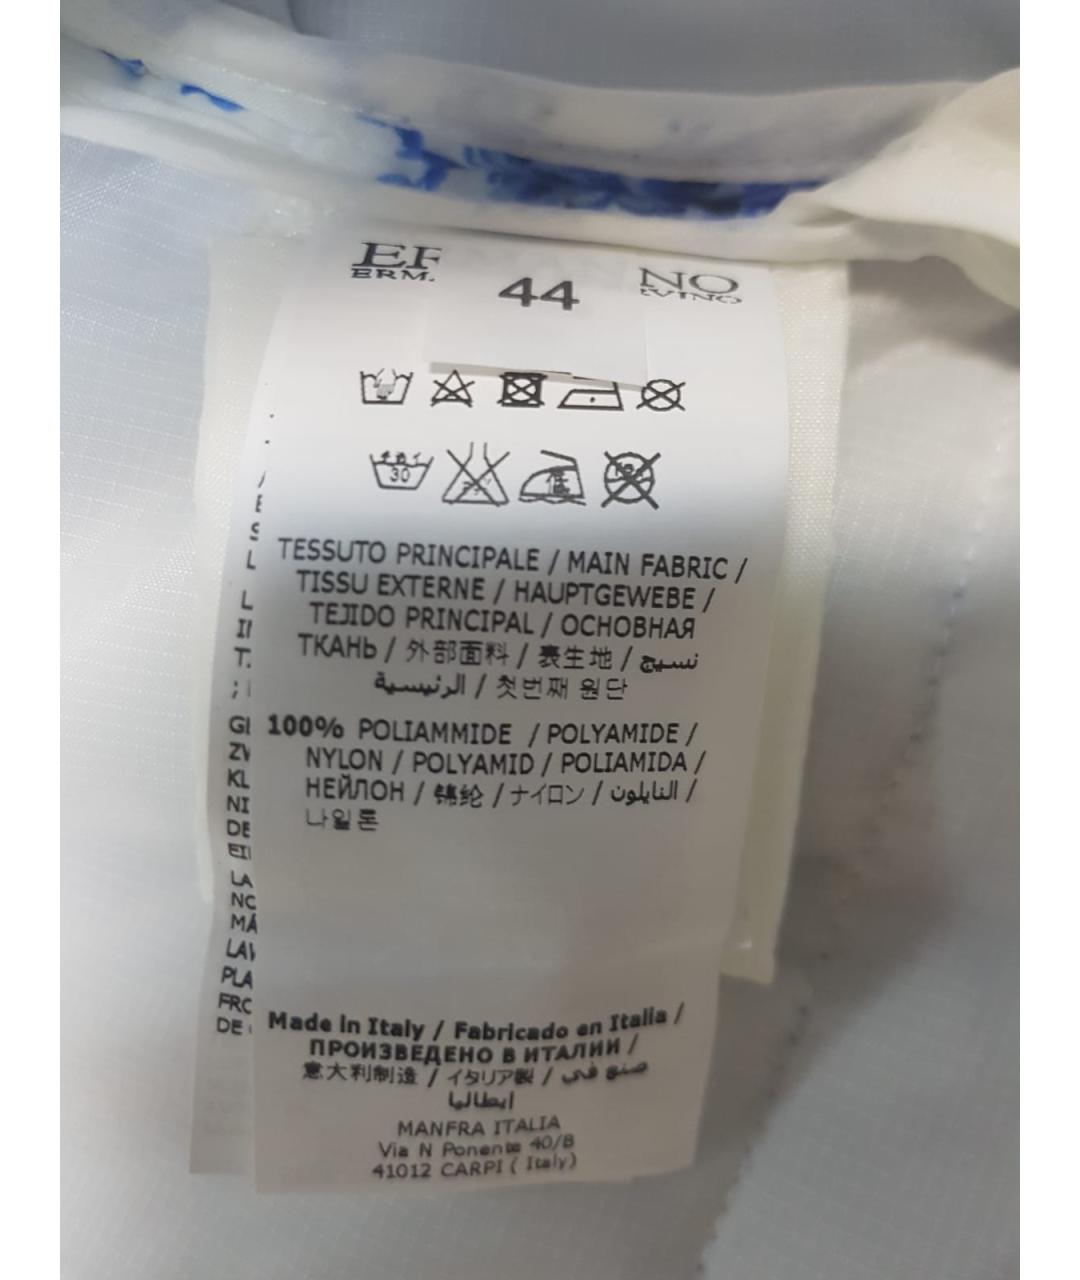 44
NO
30
TESSUTO PRINCIPALE / MAIN FABRIC /
TISSU EXTERNE / HAUPTGEWEBE /
TEJIDO PRINCIPAL / ОСНОВНАЯ
ТКАНЬ / 外部面料 / 表生地 / نسيج
الرئيسية / 첫번째 원단
100% POLIAMMIDE / POLYAMIDE /
NYLON / POLYAMID / POLIAMIDA /
НЕЙЛОН / 锦纶 / ナイロン / النايلون /
나일론
Made in Italy / Fabricado en Italia /
ПРОИЗВЕДЕНО В ИТАЛИИ /
意大利制造 / イタリア製 / صنع في
إيطاليا
MANFRA ITALIA
Via N Ponente 40/B
41012 CARPI ( Italy)